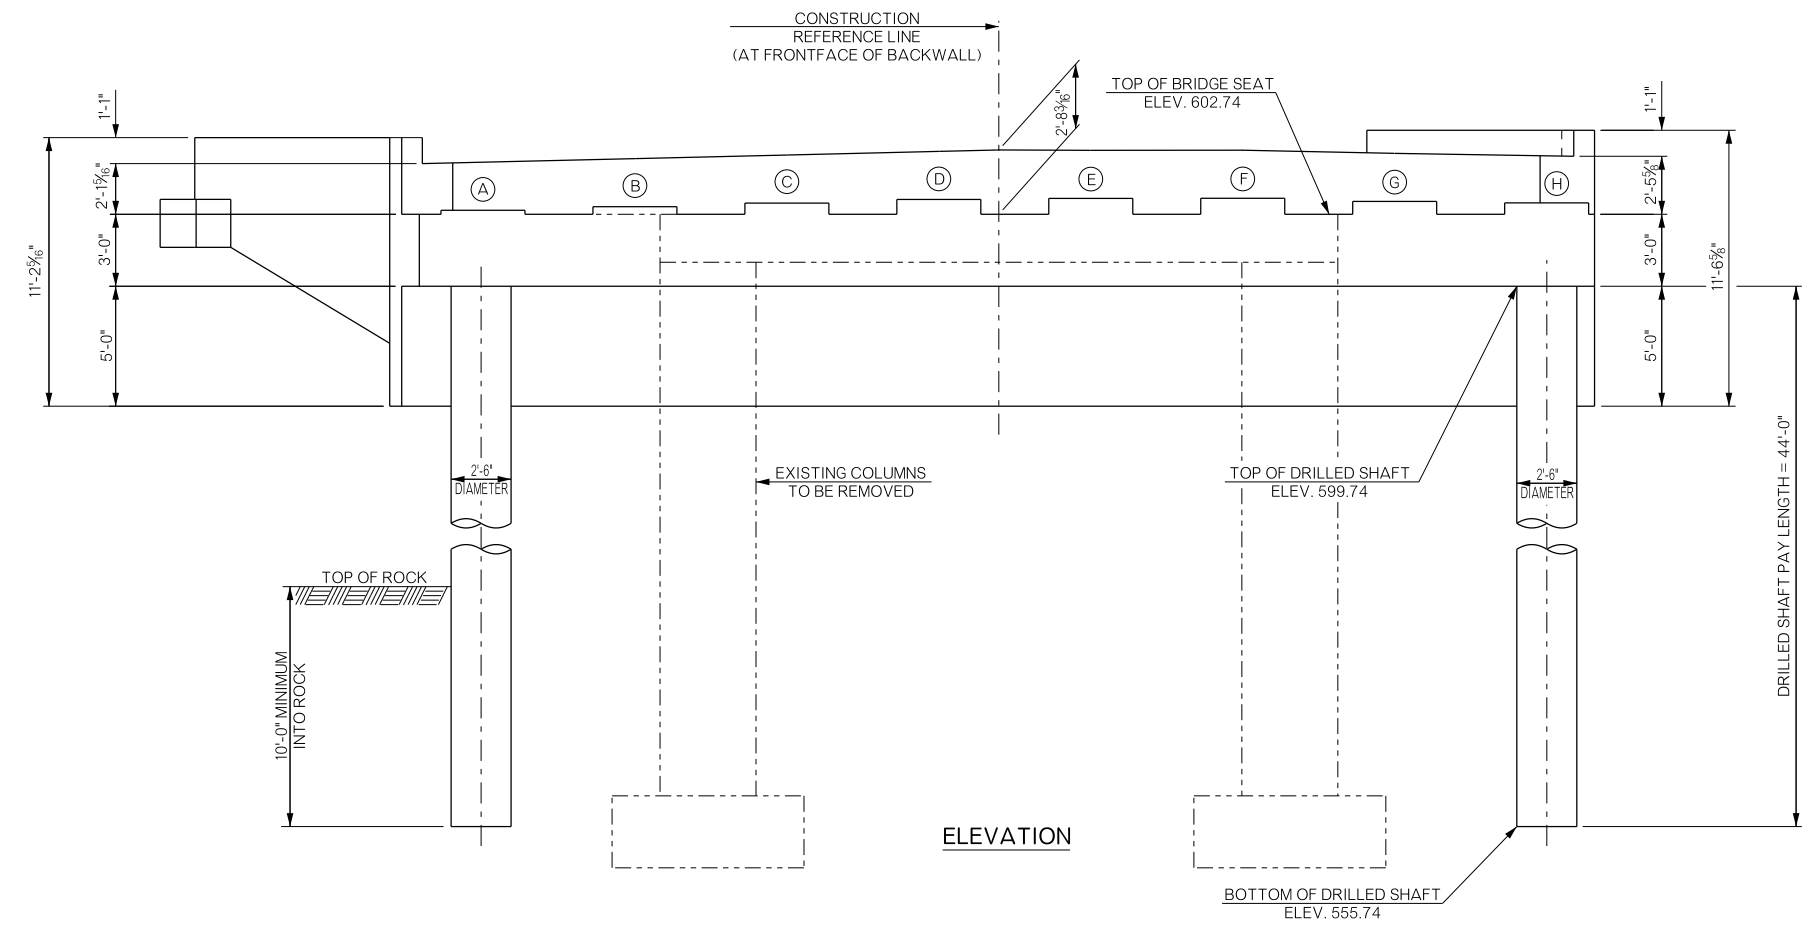 CONSTRUCTION
REFERENCE LINE
(AT FRONTFACE OF BACKWALL)
TOP OF BRIDGE SEAT
ELEV. 602.74
2'-8 3/16"
1'-1"
2'-1 5/16"
3'-0"
5'-0"
11'-2 5/16"
A
B
C
D
E
F
G
H
1'-1"
2'-5 5/8"
3'-0"
5'-0"
11'-6 5/8"
2'-6"
DIAMETER
EXISTING COLUMNS
TO BE REMOVED
TOP OF DRILLED SHAFT
ELEV. 599.74
2'-6"
DIAMETER
DRILLED SHAFT PAY LENGTH = 44'-0"
TOP OF ROCK
10'-0" MINIMUM
INTO ROCK
ELEVATION
BOTTOM OF DRILLED SHAFT
ELEV. 555.74